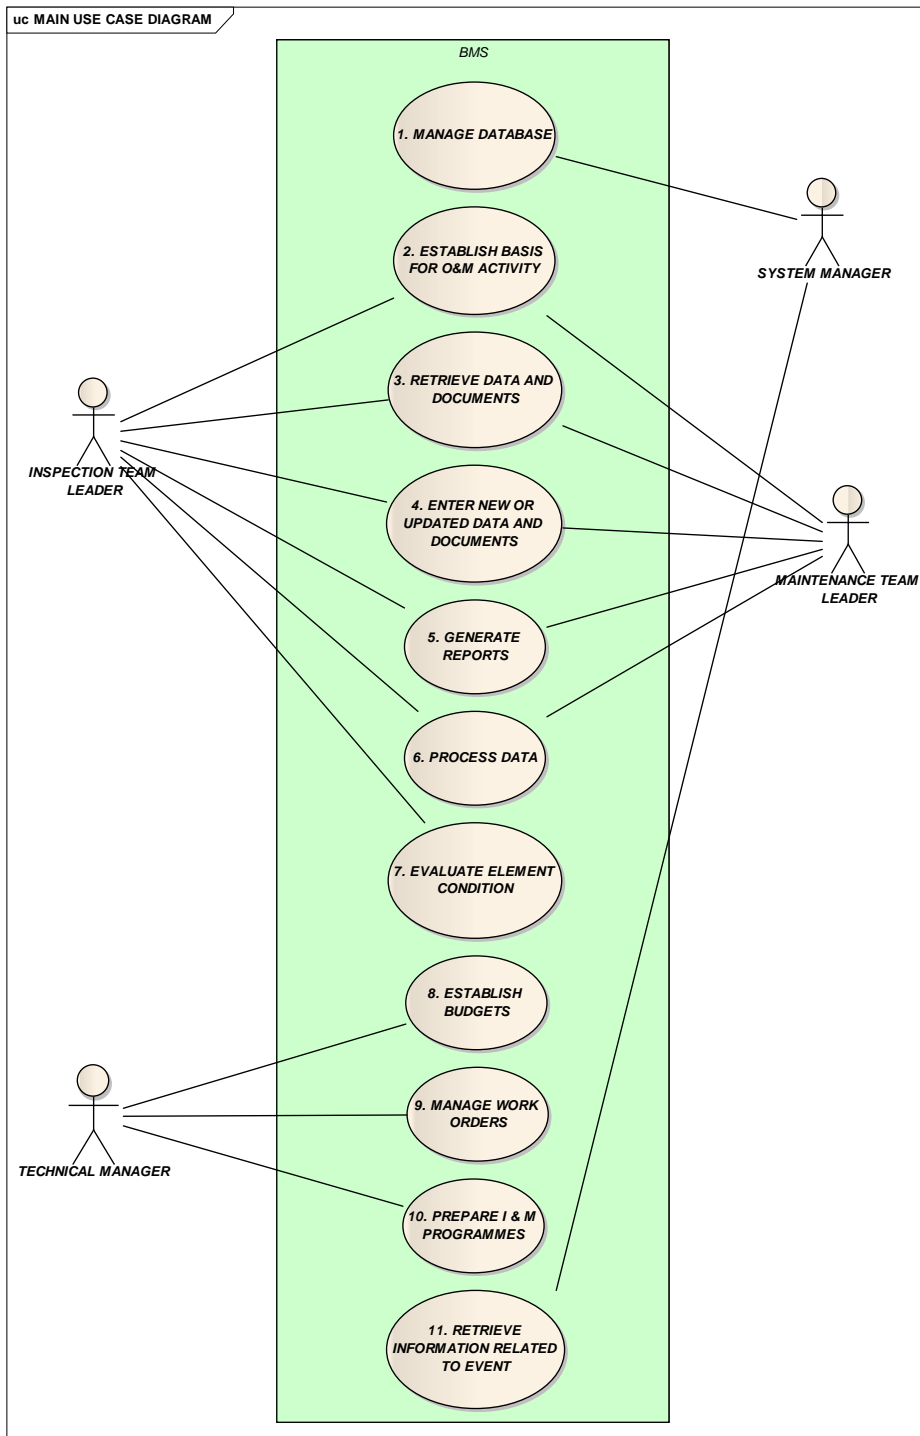 uc MAIN USE CASE DIAGRAM
BMS
1. MANAGE DATABASE
SYSTEM MANAGER
2. ESTABLISH BASIS
FOR O&M ACTIVITY
3. RETRIEVE DATA AND
DOCUMENTS
INSPECTION TEAM
LEADER
4. ENTER NEW OR
UPDATED DATA AND
DOCUMENTS
MAINTENANCE TEAM
LEADER
5. GENERATE
REPORTS
6. PROCESS DATA
7. EVALUATE ELEMENT
CONDITION
8. ESTABLISH
BUDGETS
9. MANAGE WORK
ORDERS
TECHNICAL MANAGER
10. PREPARE I & M
PROGRAMMES
11. RETRIEVE
INFORMATION RELATED
TO EVENT